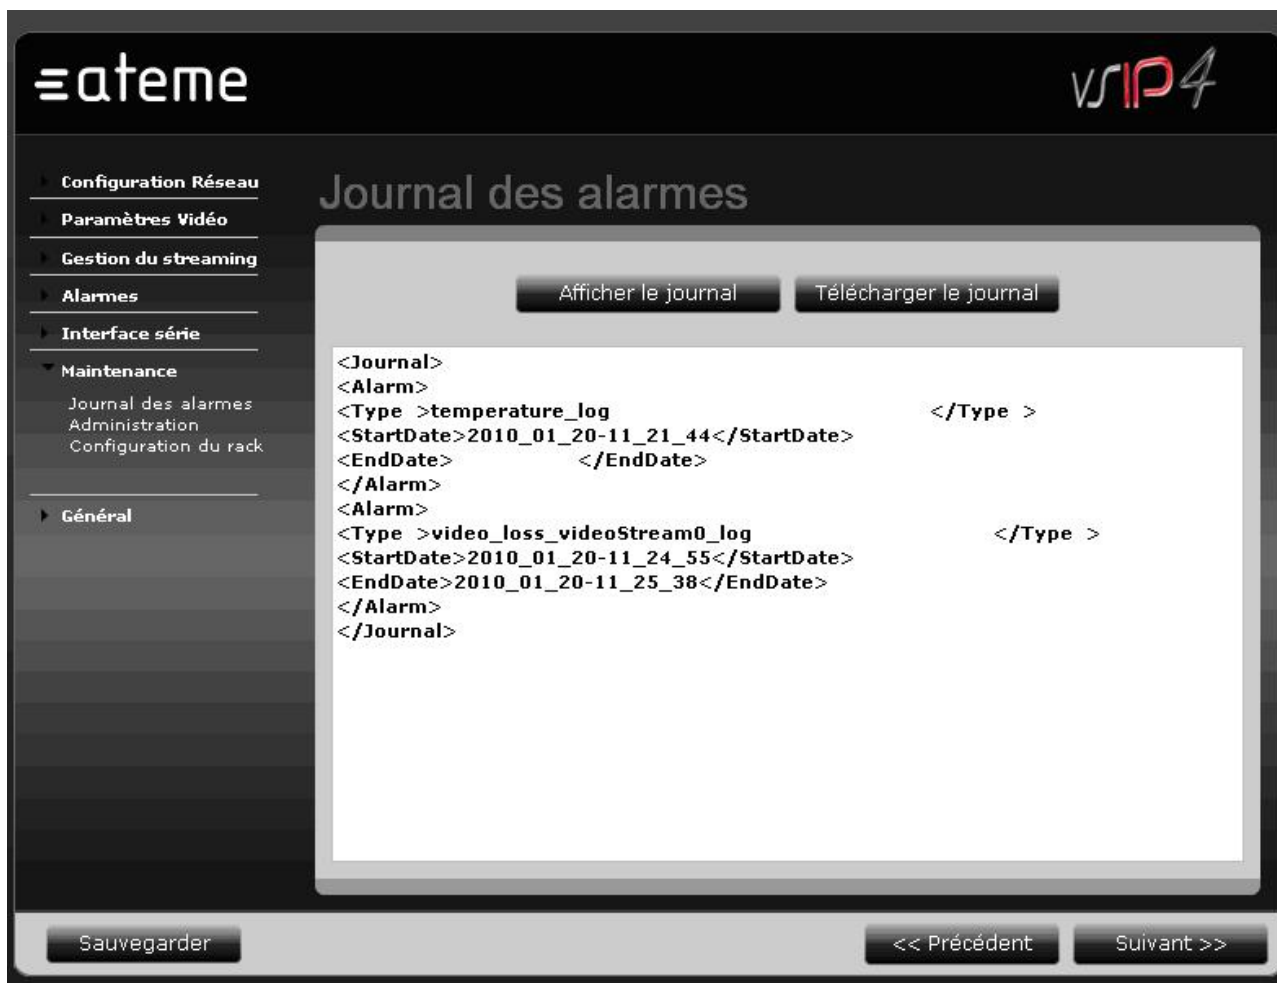 ateme
vsIP4
Configuration Réseau
Paramètres Vidéo
Gestion du streaming
Alarmes
Interface série
Maintenance
Journal des alarmes
Administration
Configuration du rack
Général
Journal des alarmes
Afficher le journal Télécharger le journal
<Journal>
<Alarm>
<Type >temperature_log </Type >
<StartDate>2010_01_20-11_21_44</StartDate>
<EndDate> </EndDate>
</Alarm>
<Alarm>
<Type >video_loss_videoStream0_log </Type >
<StartDate>2010_01_20-11_24_55</StartDate>
<EndDate>2010_01_20-11_25_38</EndDate>
</Alarm>
</Journal>
Sauvegarder << Précédent Suivant >>